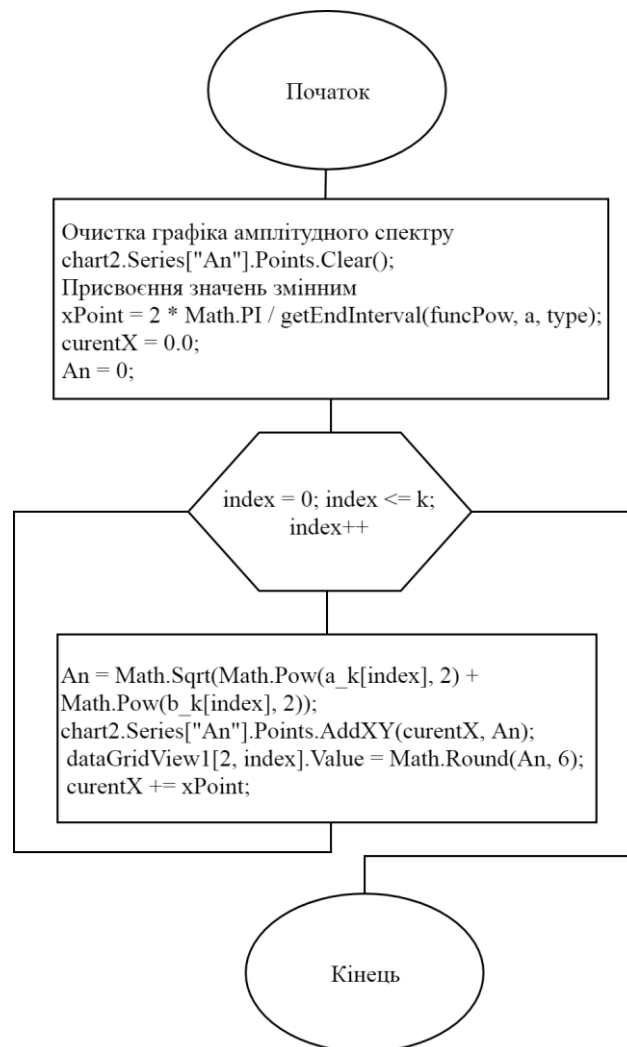 Початок
Очистка графіка амплітудного спектру
chart2.Series["An"].Points.Clear();
Присвоєння значень змінним
xPoint = 2 * Math.PI / getEndInterval(funcPow, a, type);
curentX = 0.0;
An = 0;
index = 0; index <= k;
index++
An = Math.Sqrt(Math.Pow(a_k[index], 2) +
Math.Pow(b_k[index], 2));
chart2.Series["An"].Points.AddXY(curentX, An);
dataGridView1[2, index].Value = Math.Round(An, 6);
curentX += xPoint;
Кінець